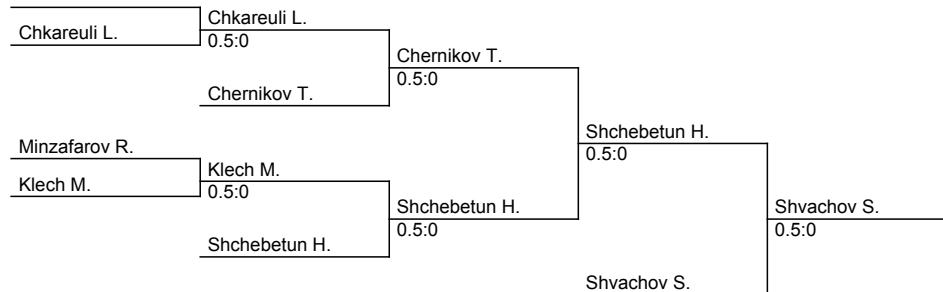 Chkareuli L.
Chkareuli L.
0.5:0
Chernikov T.
0.5:0
Chernikov T.
Shchebetun H.
0.5:0
Minzafarov R.
Klech M.
Klech M.
0.5:0
Shchebetun H.
0.5:0
Shvachov S.
0.5:0
Shchebetun H.
Shvachov S.